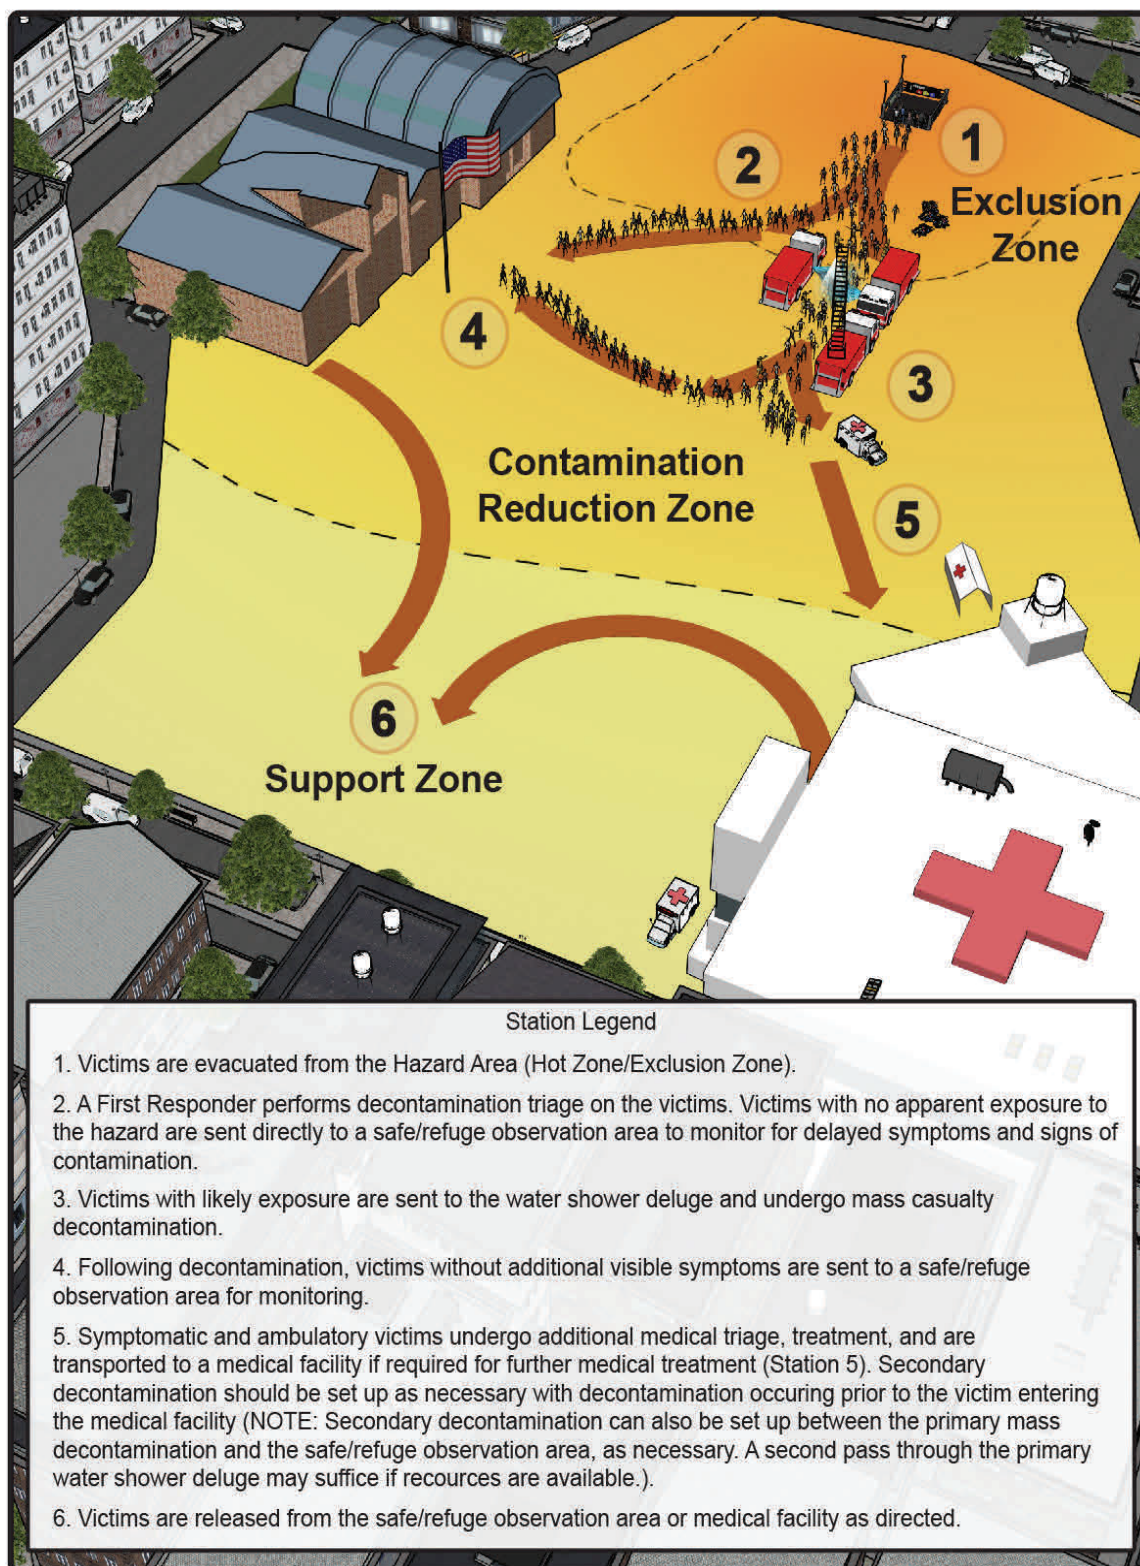 1
2
Exclusion
Zone
4
3
Contamination
Reduction Zone
5
6
Support Zone
Station Legend
1. Victims are evacuated from the Hazard Area (Hot Zone/Exclusion Zone).
2. A First Responder performs decontamination triage on the victims. Victims with no apparent exposure to
the hazard are sent directly to a safe/refuge observation area to monitor for delayed symptoms and signs of
contamination.
3. Victims with likely exposure are sent to the water shower deluge and undergo mass casualty
decontamination.
4. Following decontamination, victims without additional visible symptoms are sent to a safe/refuge
observation area for monitoring.
5. Symptomatic and ambulatory victims undergo additional medical triage, treatment, and are
transported to a medical facility if required for further medical treatment (Station 5). Secondary
decontamination should be set up as necessary with decontamination occuring prior to the victim entering
the medical facility (NOTE: Secondary decontamination can also be set up between the primary mass
decontamination and the safe/refuge observation area, as necessary. A second pass through the primary
water shower deluge may suffice if recources are available.).
6. Victims are released from the safe/refuge observation area or medical facility as directed.